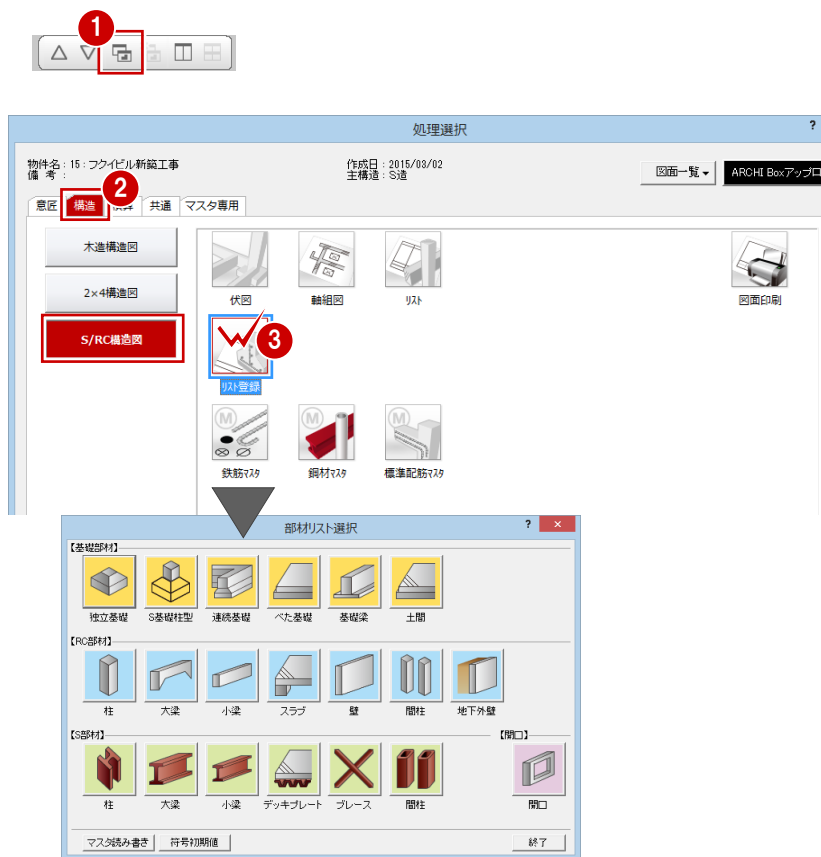 1
処理選択
?
物件名：15：フクイビル新築工事
作成日：2015/03/02
備 考：
主構造：S造
図面一覧
ARCHI Boxアップロ
2
意匠 構造 共通 マスタ専用
木造構造図
2×4構造図
S/RC構造図
伏図 軸組図 リスト 図面印刷
3
リスト登録
M M M
鉄筋マスタ 鋼材マスタ 標準配筋マスタ
部材リスト選択
? ×
【基礎部材】
独立基礎 S基礎柱型 連続基礎 べた基礎 基礎梁 土間
【RC部材】
柱 大梁 小梁 スラブ 壁 間柱 地下外壁
【S部材】 【開口】
柱 大梁 小梁 デッキプレート ブレース 間柱 開口
マスタ読み書き 符号初期値 終了